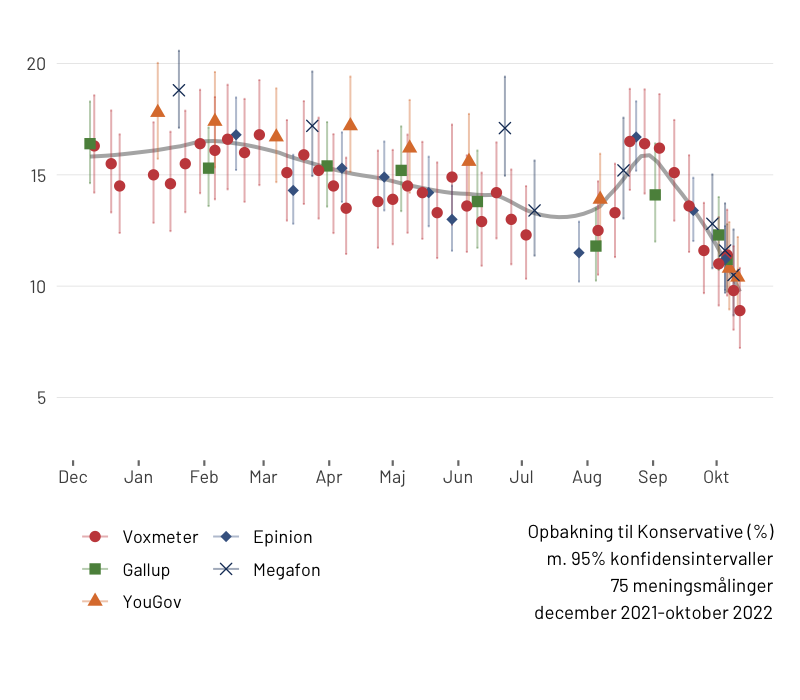 20
15
10
5
Dec Jan Feb Mar Apr Maj Jun Jul Aug Sep Okt
Voxmeter Epinion
Gallup Megafon
YouGov
Opbakning til Konservative (%)
m. 95% konfidensintervaller
75 meningsmålinger
december 2021-oktober 2022